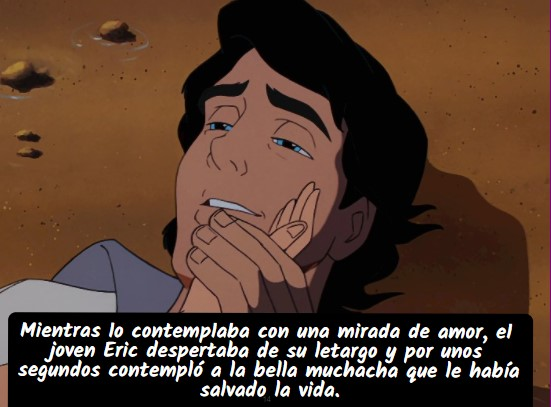 Mientras lo contemplaba con una mirada de amor, el
joven Eric despertaba de su letargo y por unos
segundos contempló a la bella muchacha que le había
salvado la vida.